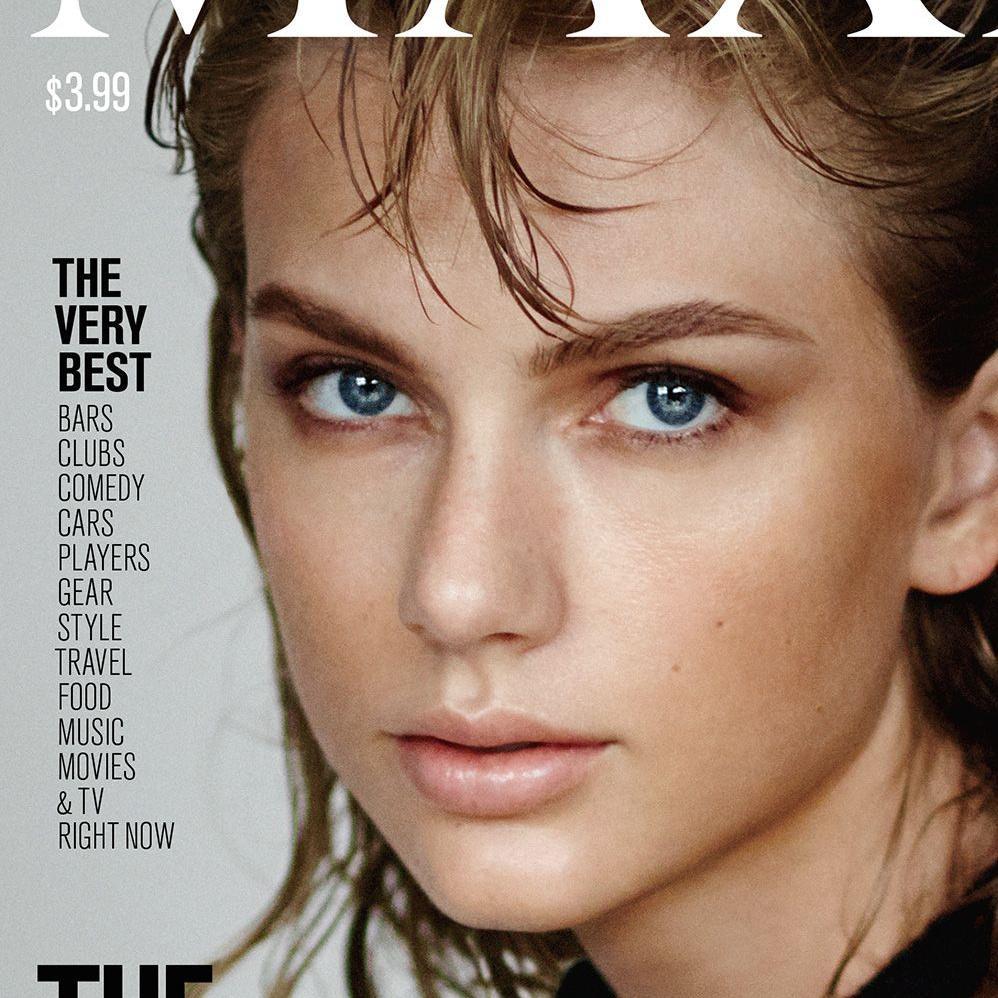 $3.99
THE
VERY
BEST
BARS
CLUBS
COMEDY
CARS
PLAYERS
GEAR
STYLE
TRAVEL
FOOD
MUSIC
MOVIES
& TV
RIGHT NOW
THE